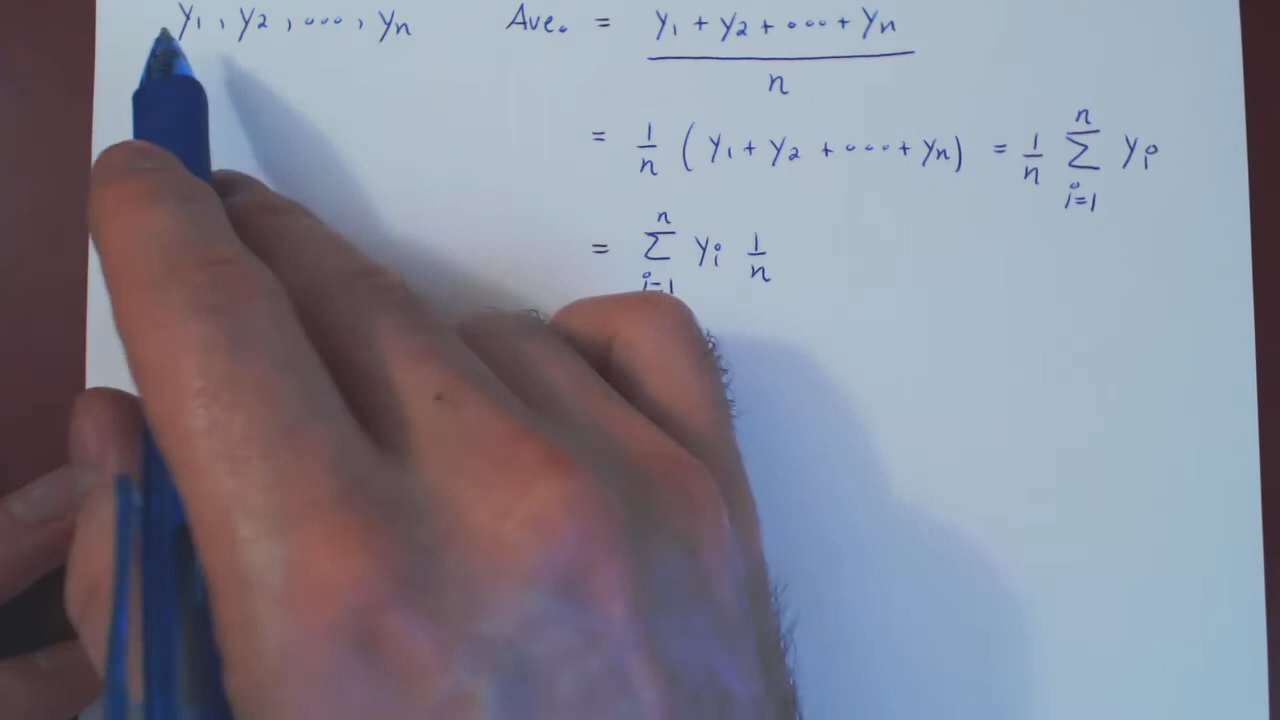 y₁, y₂, ..., yₙ    Ave. = (y₁ + y₂ + ... + yₙ) / n
= 1/n (y₁ + y₂ + ... + yₙ) = 1/n Σ_{i=1}^{n} yᵢ
= Σ_{i=1}^{n} yᵢ 1/n